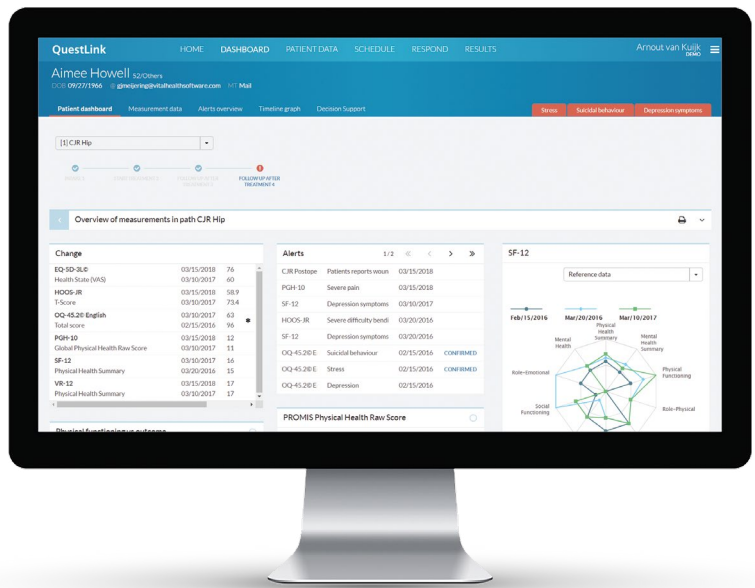 QuestLink HOME DASHBOARD PATIENT DATA SCHEDULE RESPOND RESULTS Arnout van Kuijk
DEMO
Aimee Howell 52/Others
DOB 09/27/1966 @ gjmeijering@vitalhealthsoftware.com MT Mail
Patient dashboard Measurement data Alerts overview Timeline graph Decision Support Stress Suicidal behaviour Depression symptoms
[1] CJR Hip
FOLLOW UP AFTER
TREATMENT 4
Overview of measurements in path CJR Hip
Change
EQ-5D-3L© 03/15/2018 76
Health State (VAS) 03/10/2017 60
HOOS-JR 03/15/2018 58.9
T-Score 03/10/2017 73.4
OQ-45.2® English 03/10/2017 63
Total score 02/15/2016 96
PGH-10 03/15/2018 12
Global Physical Health Raw Score 03/10/2017 11
SF-12 03/10/2017 16
Physical Health Summary 03/20/2016 15
VR-12 03/15/2018 17
Physical Health Summary 03/10/2017 17
Physical functioning vs outcome
Alerts 1/2
CJR Postope Patients reports woun 03/15/2018
PGH-10 Severe pain 03/15/2018
SF-12 Depression symptoms 03/10/2017
HOOS-JR Severe difficulty bendi 03/20/2016
SF-12 Depression symptoms 03/20/2016
OQ-45.2® E Suicidal behaviour 02/15/2016 CONFIRMED
OQ-45.2® E Stress 02/15/2016 CONFIRMED
OQ-45.2® E Depression 02/15/2016
PROMIS Physical Health Raw Score
SF-12
Reference data
Feb/15/2016 Mar/20/2016 Mar/10/2017
Physical
Health
Summary
Mental
Health
Mental
Health
Summary
Role-Emotional
Physical
Functioning
Social
Functioning
Role-Physical